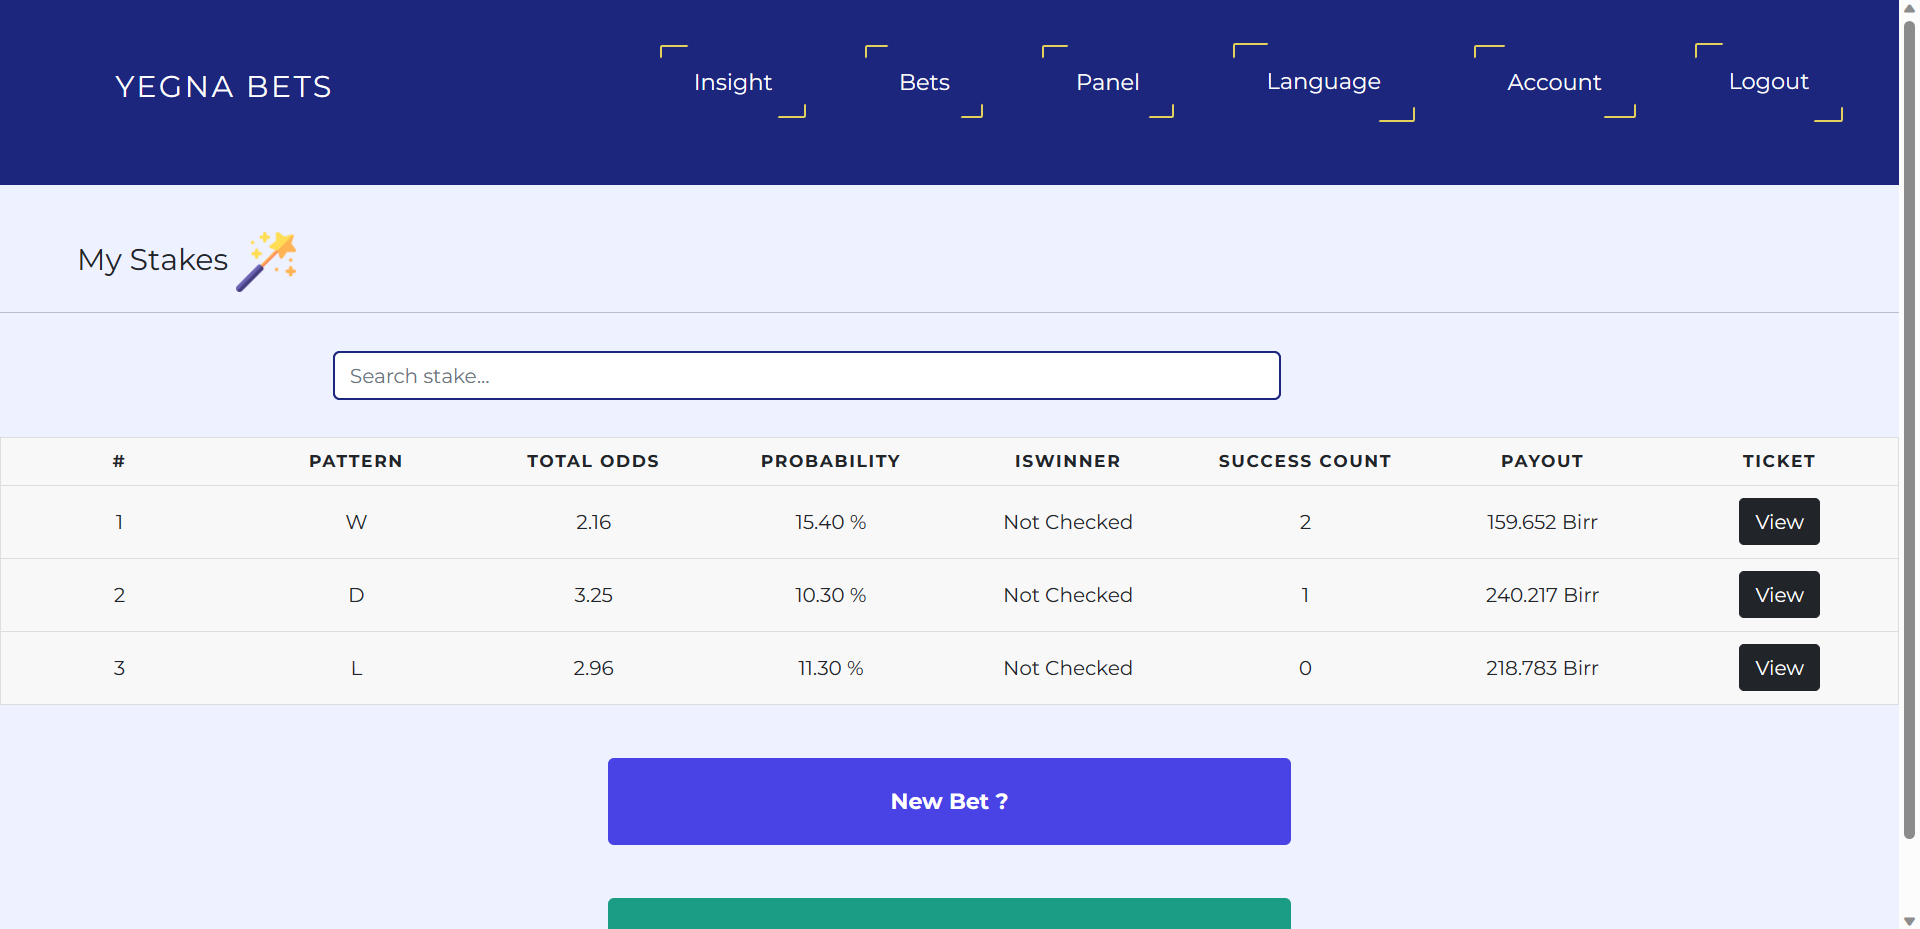 YEGNA BETS Insight Bets Panel Language Account Logout
My Stakes
Search stake...
# PATTERN TOTAL ODDS PROBABILITY ISWINNER SUCCESS COUNT PAYOUT TICKET
1 W 2.16 15.40 % Not Checked 2 159.652 Birr View
2 D 3.25 10.30 % Not Checked 1 240.217 Birr View
3 L 2.96 11.30 % Not Checked 0 218.783 Birr View
New Bet ?